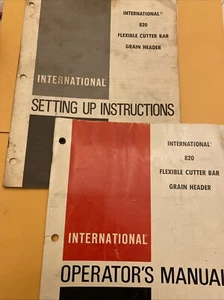 INTERNATIONAL®
820
FLEXIBLE CUTTER BAR
GRAIN HEADER
INTERNATIONAL®
SETTING UP INSTRUCTIONS
INTERNATIONAL®
820
FLEXIBLE CUTTER BAR
GRAIN HEADER
INTERNATIONAL®
OPERATOR'S MANUAL